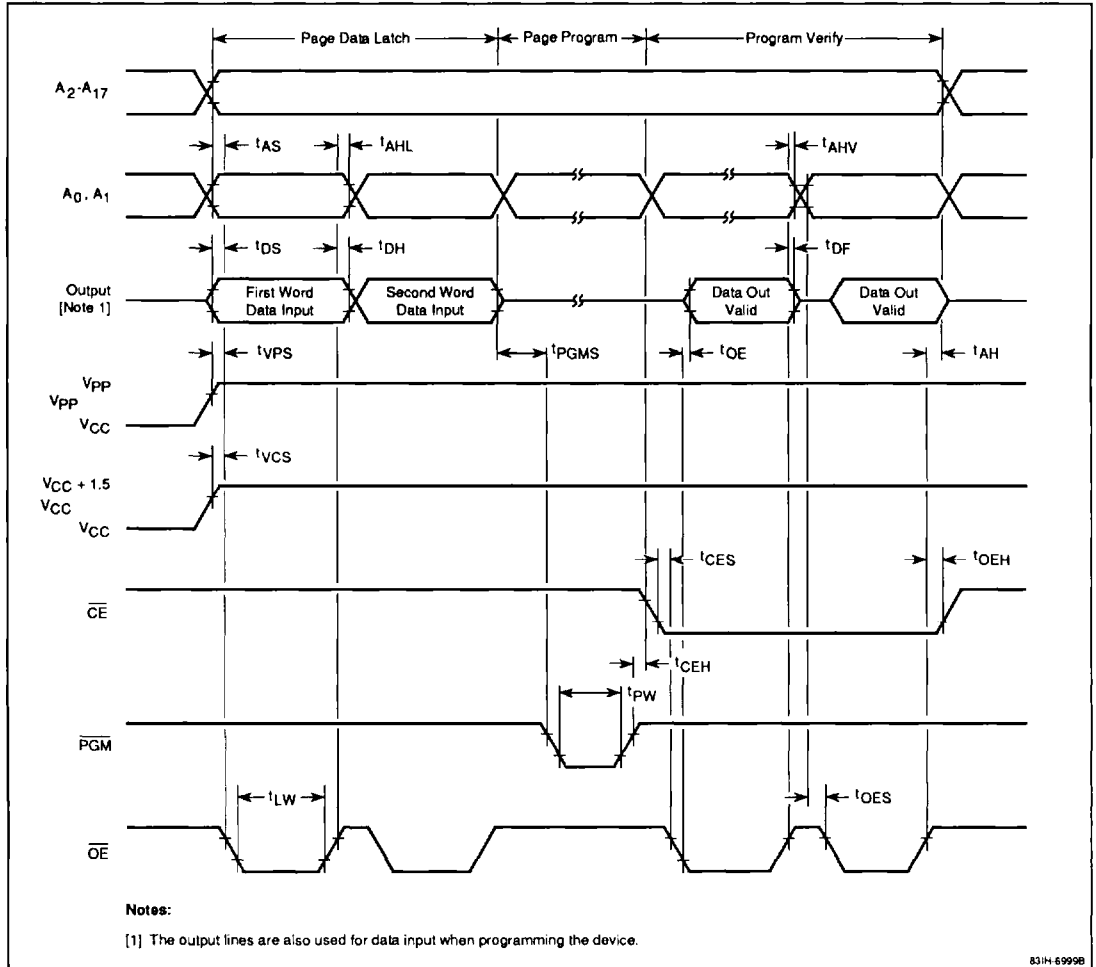 Page Data Latch Page Program Program Verify
A2-A17
tAS tAHL tAHV
A0, A1
tDS tDH tDF
Output
[Note 1]
First Word
Data Input
Second Word
Data Input
Data Out
Valid
Data Out
Valid
tVPS tPGMS tOE tAH
VPP
VPP
VCC
tVCS
VCC + 1.5
VCC
VCC
tCES tOEH
CE
tCEH
tPW
PGM
tLW tOES
OE
Notes:
[1] The output lines are also used for data input when programming the device.
83IH-6999B